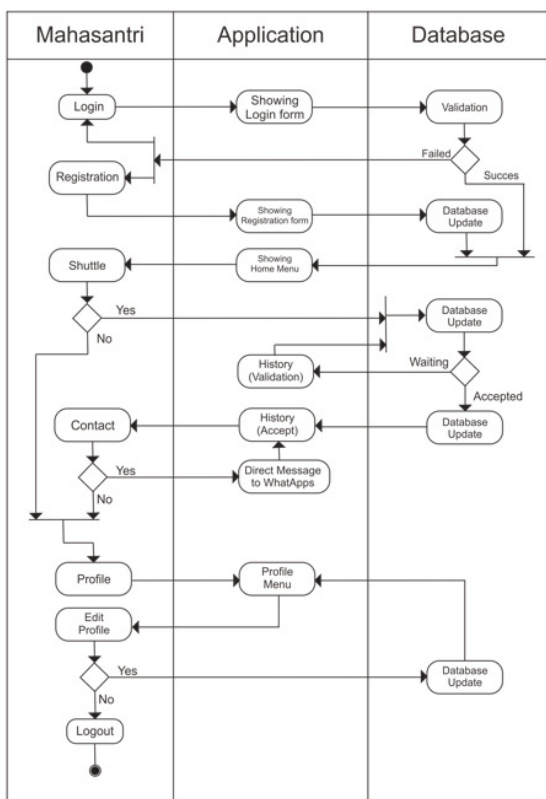 Mahasantri
Application
Database
Login
Showing
Login form
Validation
Failed
Succes
Registration
Showing
Registration form
Database
Update
Shuttle
Showing
Home Menu
Yes
No
Database
Update
Waiting
History
(Validation)
Accepted
Contact
History
(Accept)
Database
Update
Yes
Direct Message
to WhatApps
No
Profile
Profile
Menu
Edit
Profile
Yes
Database
Update
No
Logout